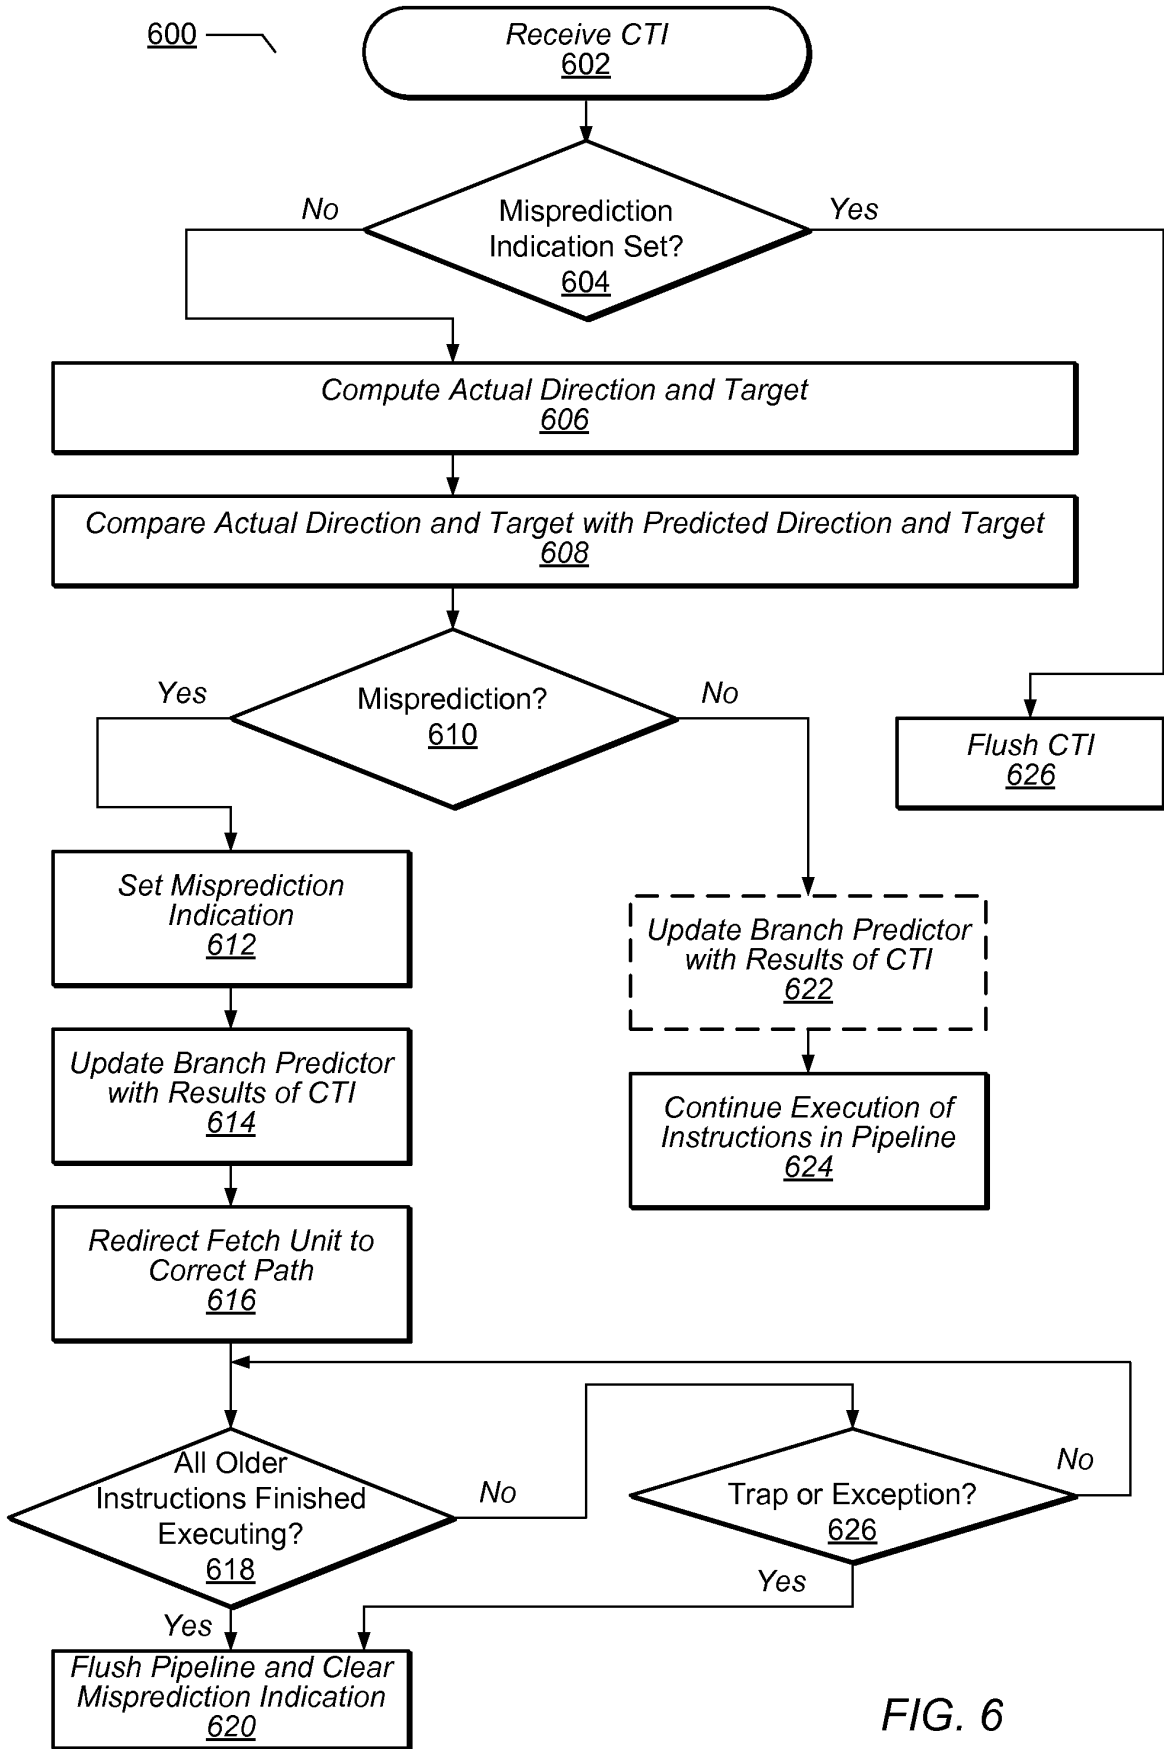 600
Receive CTI
602
Misprediction
Indication Set?
604
No
Yes
Compute Actual Direction and Target
606
Compare Actual Direction and Target with Predicted Direction and Target
608
Misprediction?
610
Yes
No
Flush CTI
626
Set Misprediction
Indication
612
Update Branch Predictor
with Results of CTI
622
Update Branch Predictor
with Results of CTI
614
Continue Execution of
Instructions in Pipeline
624
Redirect Fetch Unit to
Correct Path
616
All Older
Instructions Finished
Executing?
618
No
Trap or Exception?
626
No
Yes
Yes
Flush Pipeline and Clear
Misprediction Indication
620
FIG. 6